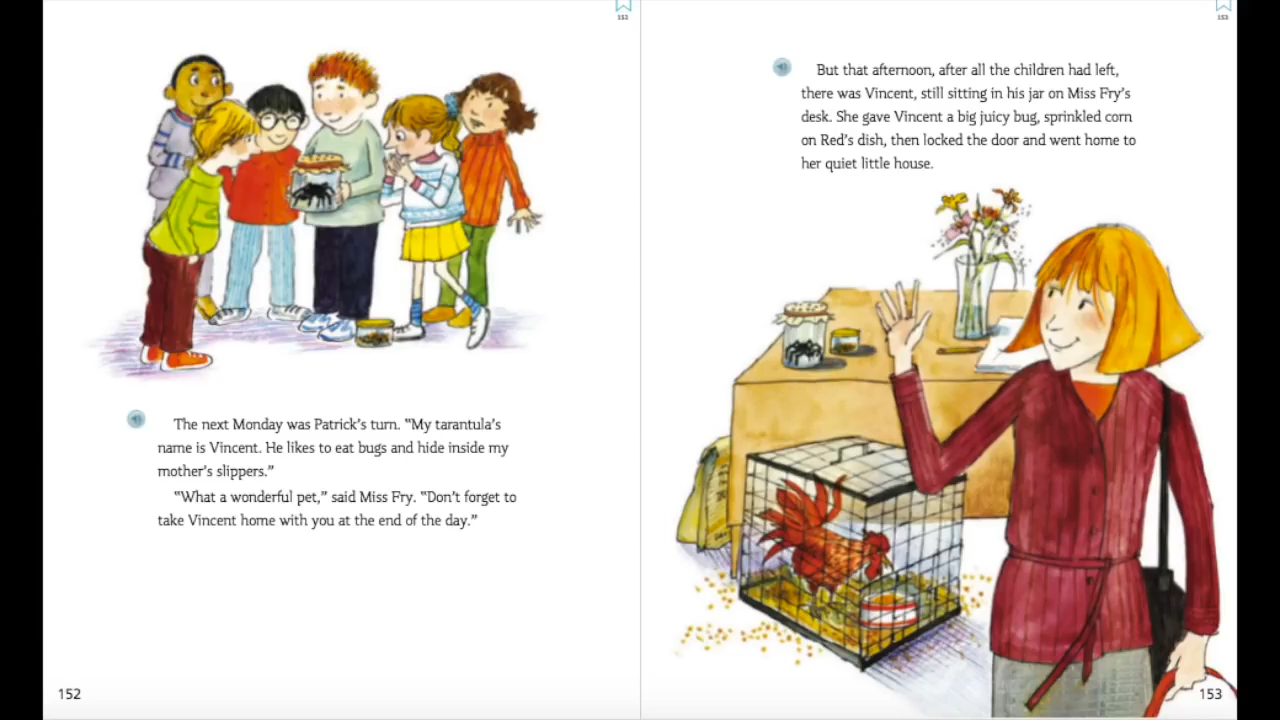 153
The next Monday was Patrick's turn. "My tarantula's
name is Vincent. He likes to eat bugs and hide inside my
mother's slippers."
"What a wonderful pet," said Miss Fry. "Don't forget to
take Vincent home with you at the end of the day."
152
153
But that afternoon, after all the children had left,
there was Vincent, still sitting in his jar on Miss Fry's
desk. She gave Vincent a big juicy bug, sprinkled corn
on Red's dish, then locked the door and went home to
her quiet little house.
153